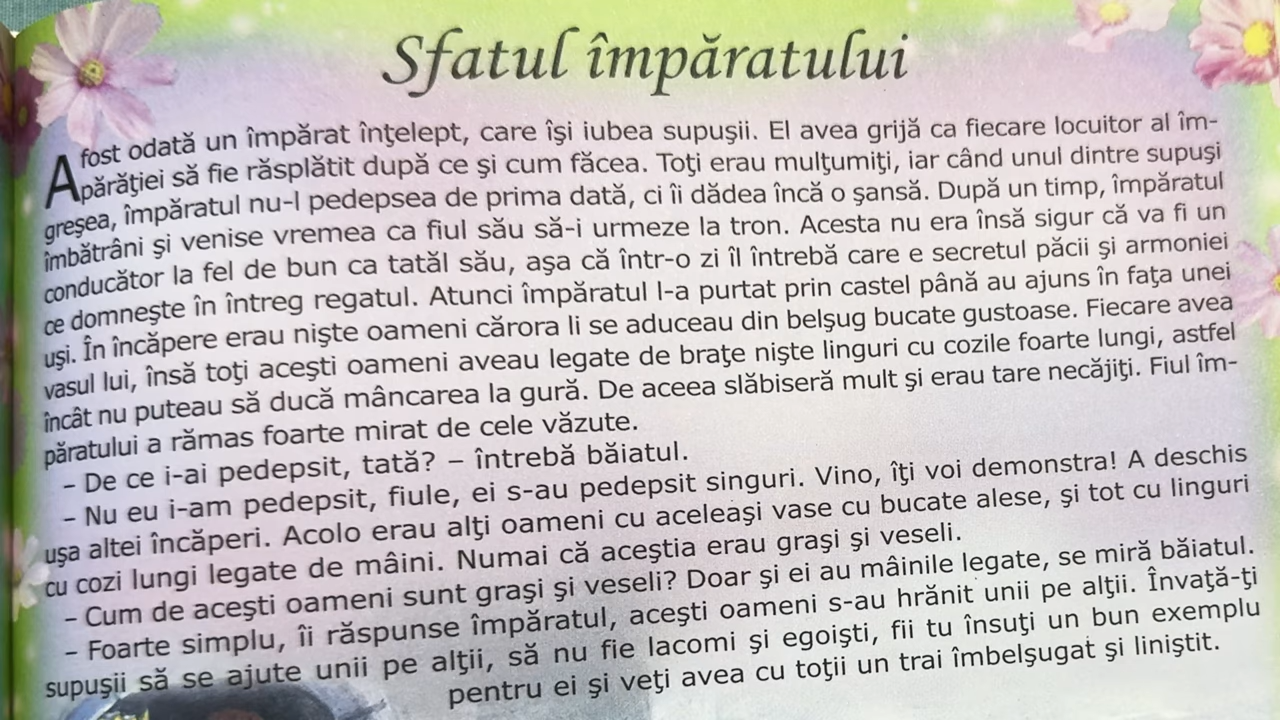 Sfatul împăratului
A fost odată un împărat înţelept, care îşi iubea supuşii. El avea grijă ca fiecare locuitor al îm-
părăţiei să fie răsplătit după ce şi cum făcea. Toţi erau mulţumiţi, iar când unul dintre supuşi
greşea, împăratul nu-l pedepsea de prima dată, ci îi dădea încă o şansă. După un timp, împăratul
îmbătrâni şi venise vremea ca fiul său să-i urmeze la tron. Acesta nu era însă sigur că va fi un
conducător la fel de bun ca tatăl său, aşa că într-o zi îl întrebă care e secretul păcii şi armoniei
ce domneşte în întreg regatul. Atunci împăratul l-a purtat prin castel până au ajuns în faţa unei
uşi. În încăpere erau nişte oameni cărora li se aduceau din belşug bucate gustoase. Fiecare avea
vasul lui, însă toţi aceşti oameni aveau legate de braţe nişte linguri cu cozile foarte lungi, astfel
încât nu puteau să ducă mâncarea la gură. De aceea slăbiseră mult şi erau tare necăjiţi. Fiul îm-
păratului a rămas foarte mirat de cele văzute.
– De ce i-ai pedepsit, tată? – întrebă băiatul.
– Nu eu i-am pedepsit, fiule, ei s-au pedepsit singuri. Vino, îţi voi demonstra! A deschis
uşa altei încăperi. Acolo erau alţi oameni cu aceleaşi vase cu bucate alese, şi tot cu linguri
cu cozi lungi legate de mâini. Numai că aceştia erau graşi şi veseli.
– Cum de aceşti oameni sunt graşi şi veseli? Doar şi ei au mâinile legate, se miră băiatul.
– Foarte simplu, îi răspunse împăratul, aceşti oameni s-au hrănit unii pe alţii. Învaţă-ţi
supuşii să se ajute unii pe alţii, să nu fie lacomi şi egoişti, fii tu însuţi un bun exemplu
pentru ei şi veţi avea cu toţii un trai îmbelşugat şi liniştit.